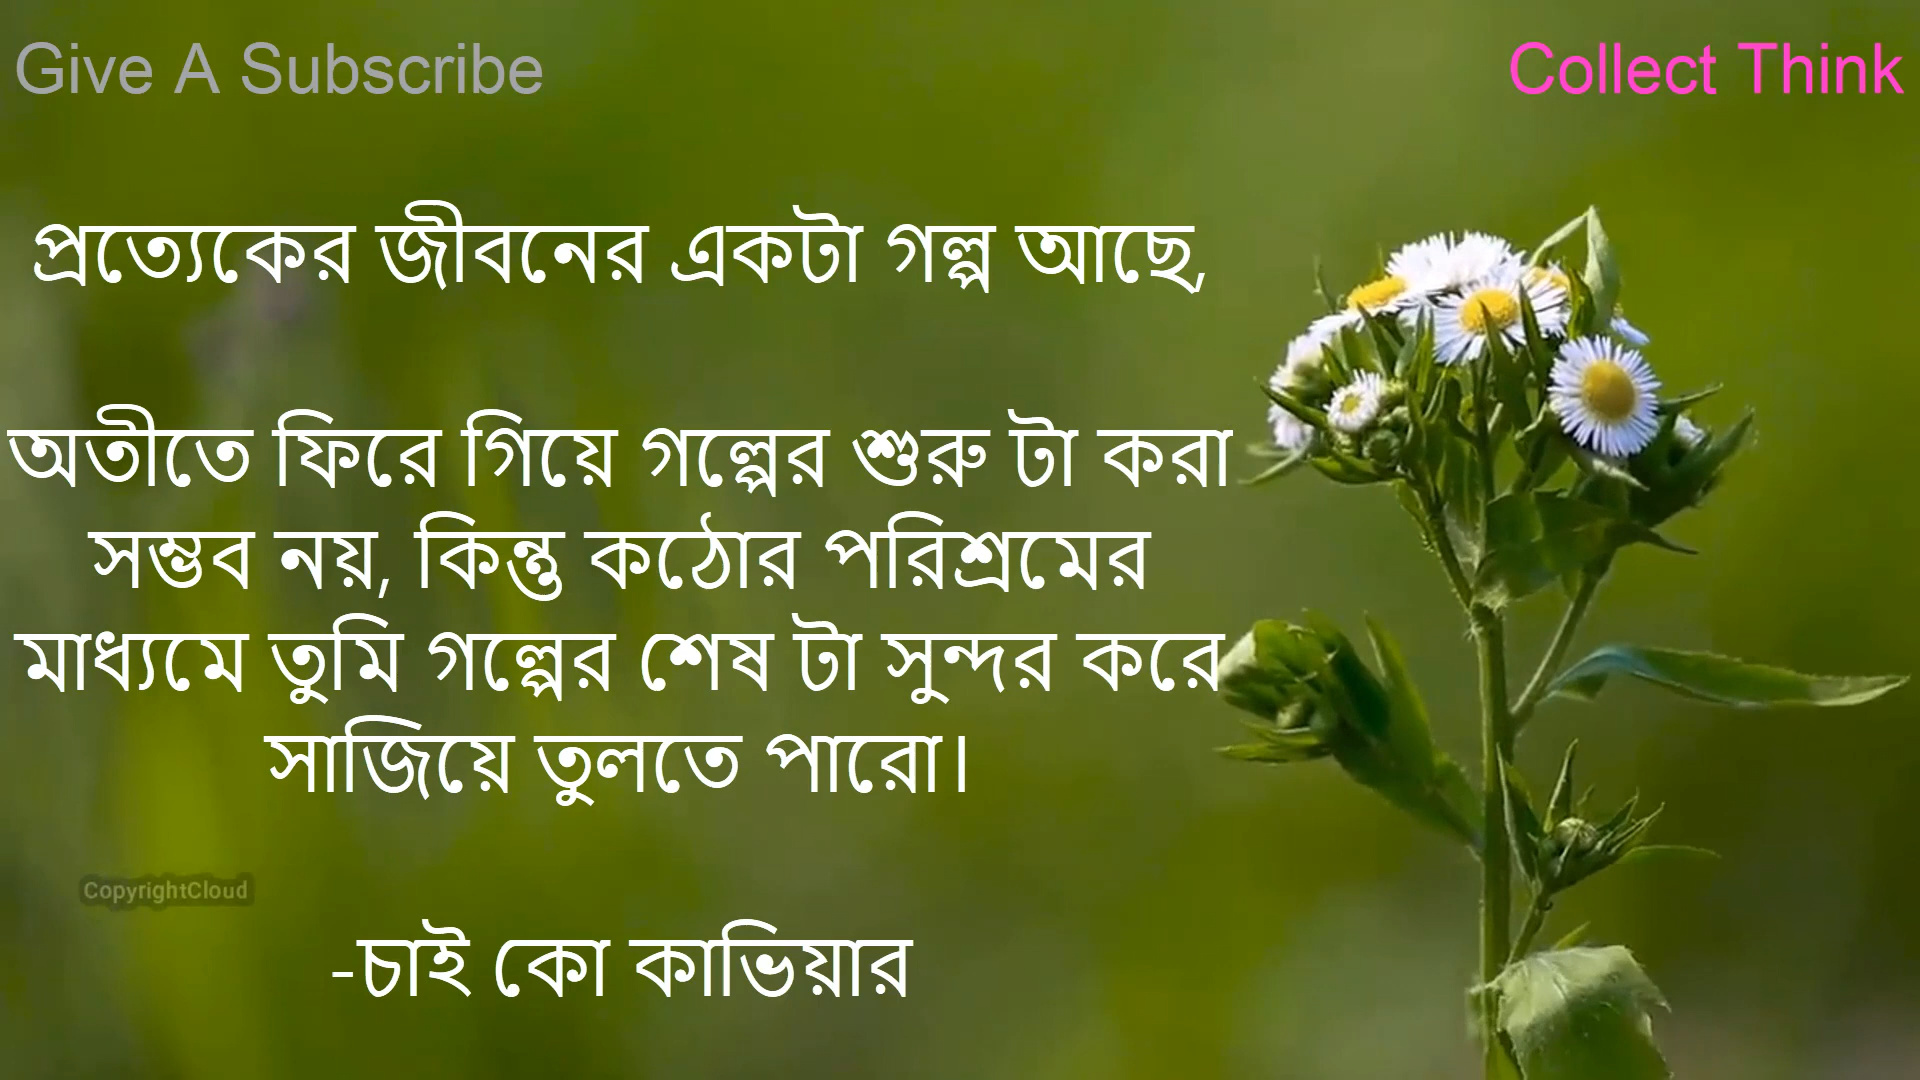 Give A Subscribe
Collect Think
প্রত্যেকের জীবনের একটা গল্প আছে,
অতীতে ফিরে গিয়ে গল্পের শুরু টা করা
সম্ভব নয়, কিন্তু কঠোর পরিশ্রমের
মাধ্যমে তুমি গল্পের শেষ টা সুন্দর করে
সাজিয়ে তুলতে পারো।
CopyrightCloud
-চাই কো কাভিয়ার